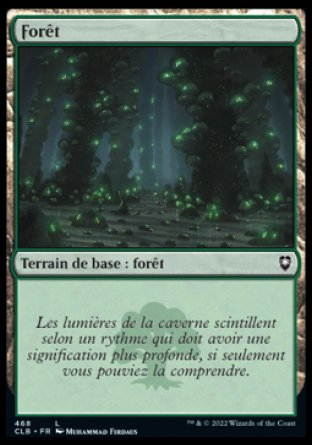 Forêt
Terrain de base : forêt
Les lumières de la caverne scintillent
selon un rythme qui doit avoir une
signification plus profonde, si seulement
vous pouviez la comprendre.
468 L
CLB • FR Muhammad Firdaus
™ & © 2022 Wizards of the Coast